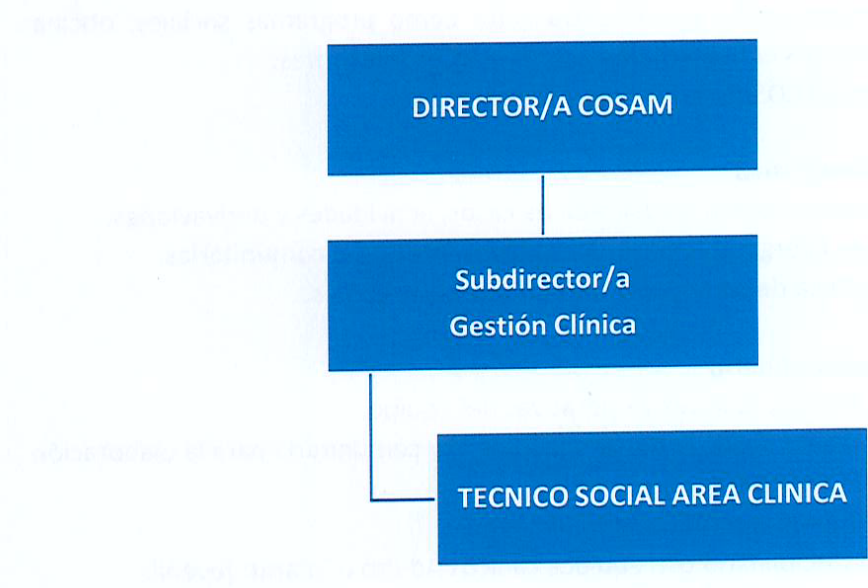 DIRECTOR/A COSAM
Subdirector/a
Gestión Clínica
TECNICO SOCIAL AREA CLINICA